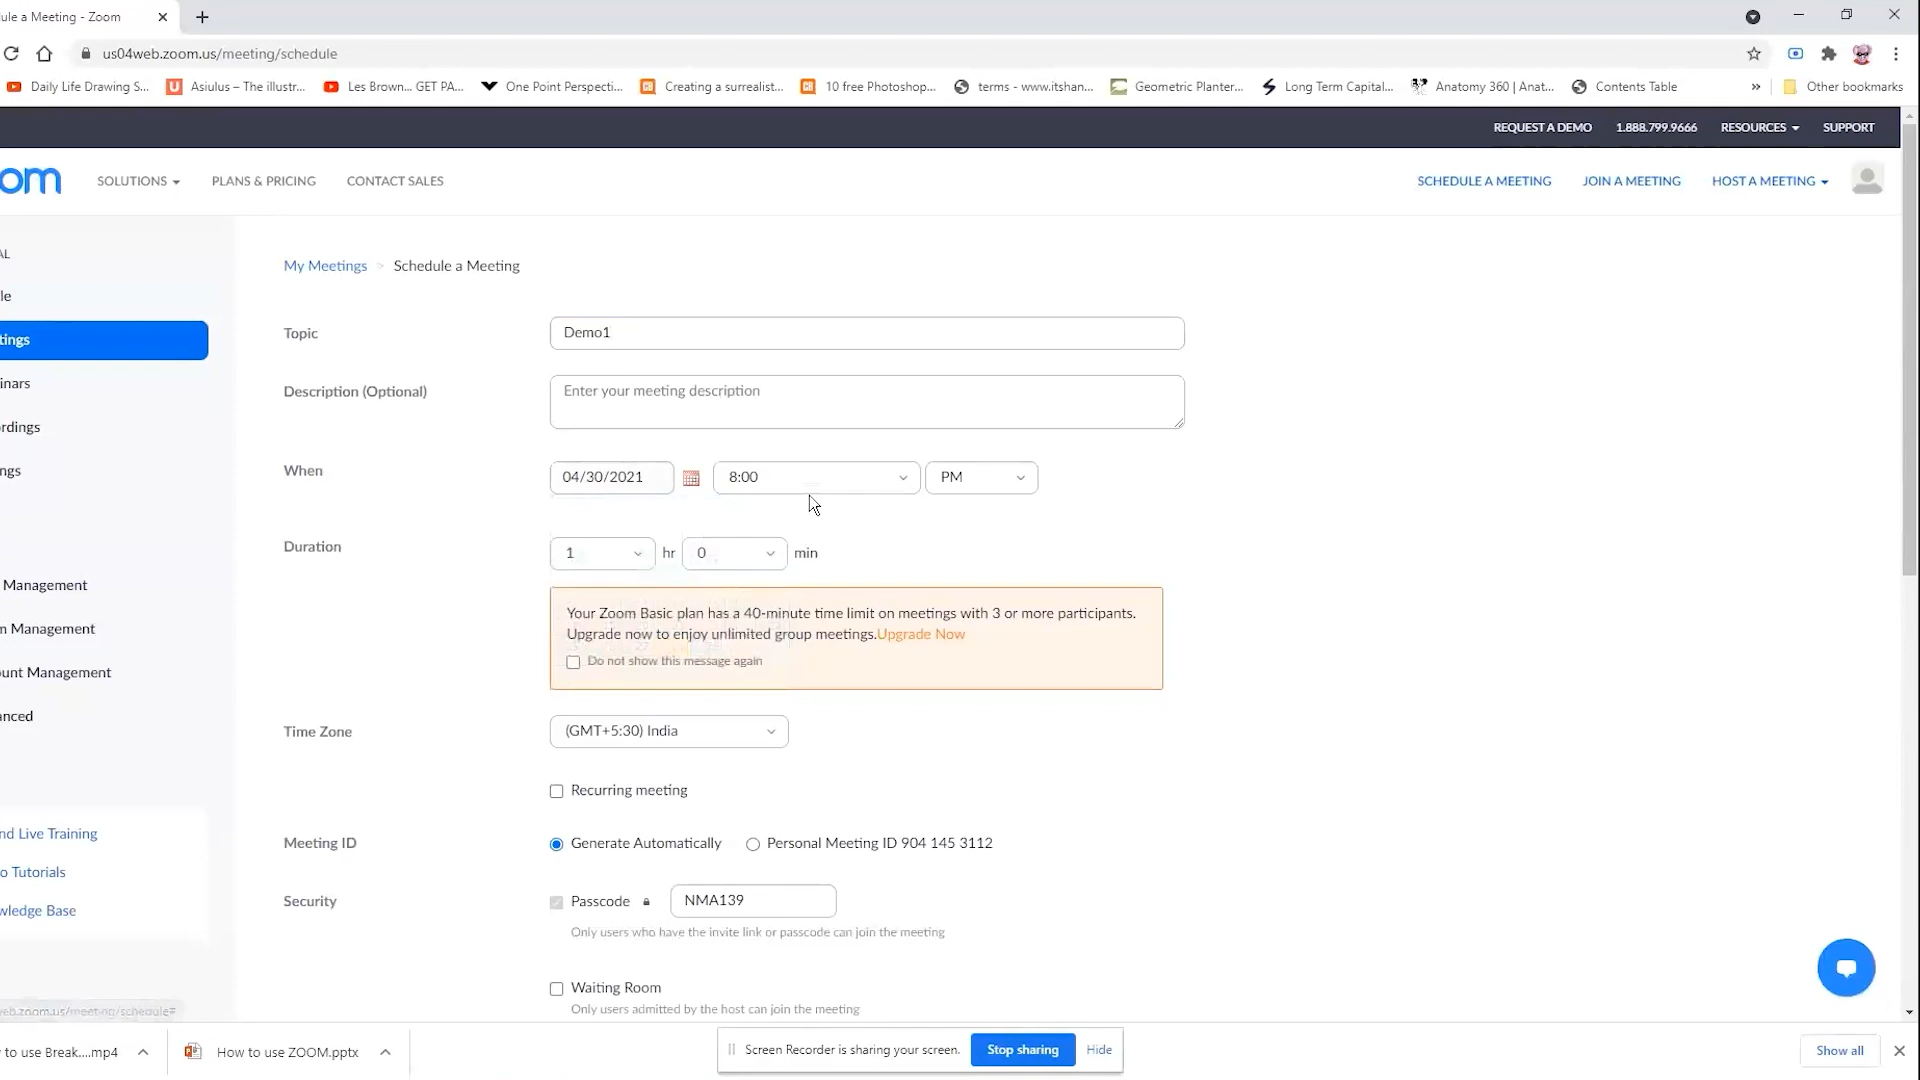 ule a Meeting - Zoom
us04web.zoom.us/meeting/schedule
Daily Life Drawing S...
Asiulus – The illustr...
Les Brown... GET PA...
One Point Perspecti...
Creating a surrealist...
10 free Photoshop...
terms - www.itshan...
Geometric Planter...
Long Term Capital...
Anatomy 360 | Anat...
Contents Table
»
Other bookmarks
REQUEST A DEMO
1.888.799.9666
RESOURCES
SUPPORT
om
SOLUTIONS
PLANS & PRICING
CONTACT SALES
SCHEDULE A MEETING
JOIN A MEETING
HOST A MEETING
AL
le
tings
inars
rdings
ngs
Management
m Management
unt Management
anced
nd Live Training
o Tutorials
wledge Base
My Meetings > Schedule a Meeting
Topic
Demo1
Description (Optional)
Enter your meeting description
When
04/30/2021
8:00
PM
Duration
1
hr
0
min
Your Zoom Basic plan has a 40-minute time limit on meetings with 3 or more participants.
Upgrade now to enjoy unlimited group meetings.Upgrade Now
Do not show this message again
Time Zone
(GMT+5:30) India
Recurring meeting
Meeting ID
Generate Automatically
Personal Meeting ID 904 145 3112
Security
Passcode
NMA139
Only users who have the invite link or passcode can join the meeting
Waiting Room
Only users admitted by the host can join the meeting
web.zoom.us/meeting/schedule#
to use Break....mp4
How to use ZOOM.pptx
Screen Recorder is sharing your screen.
Stop sharing
Hide
Show all